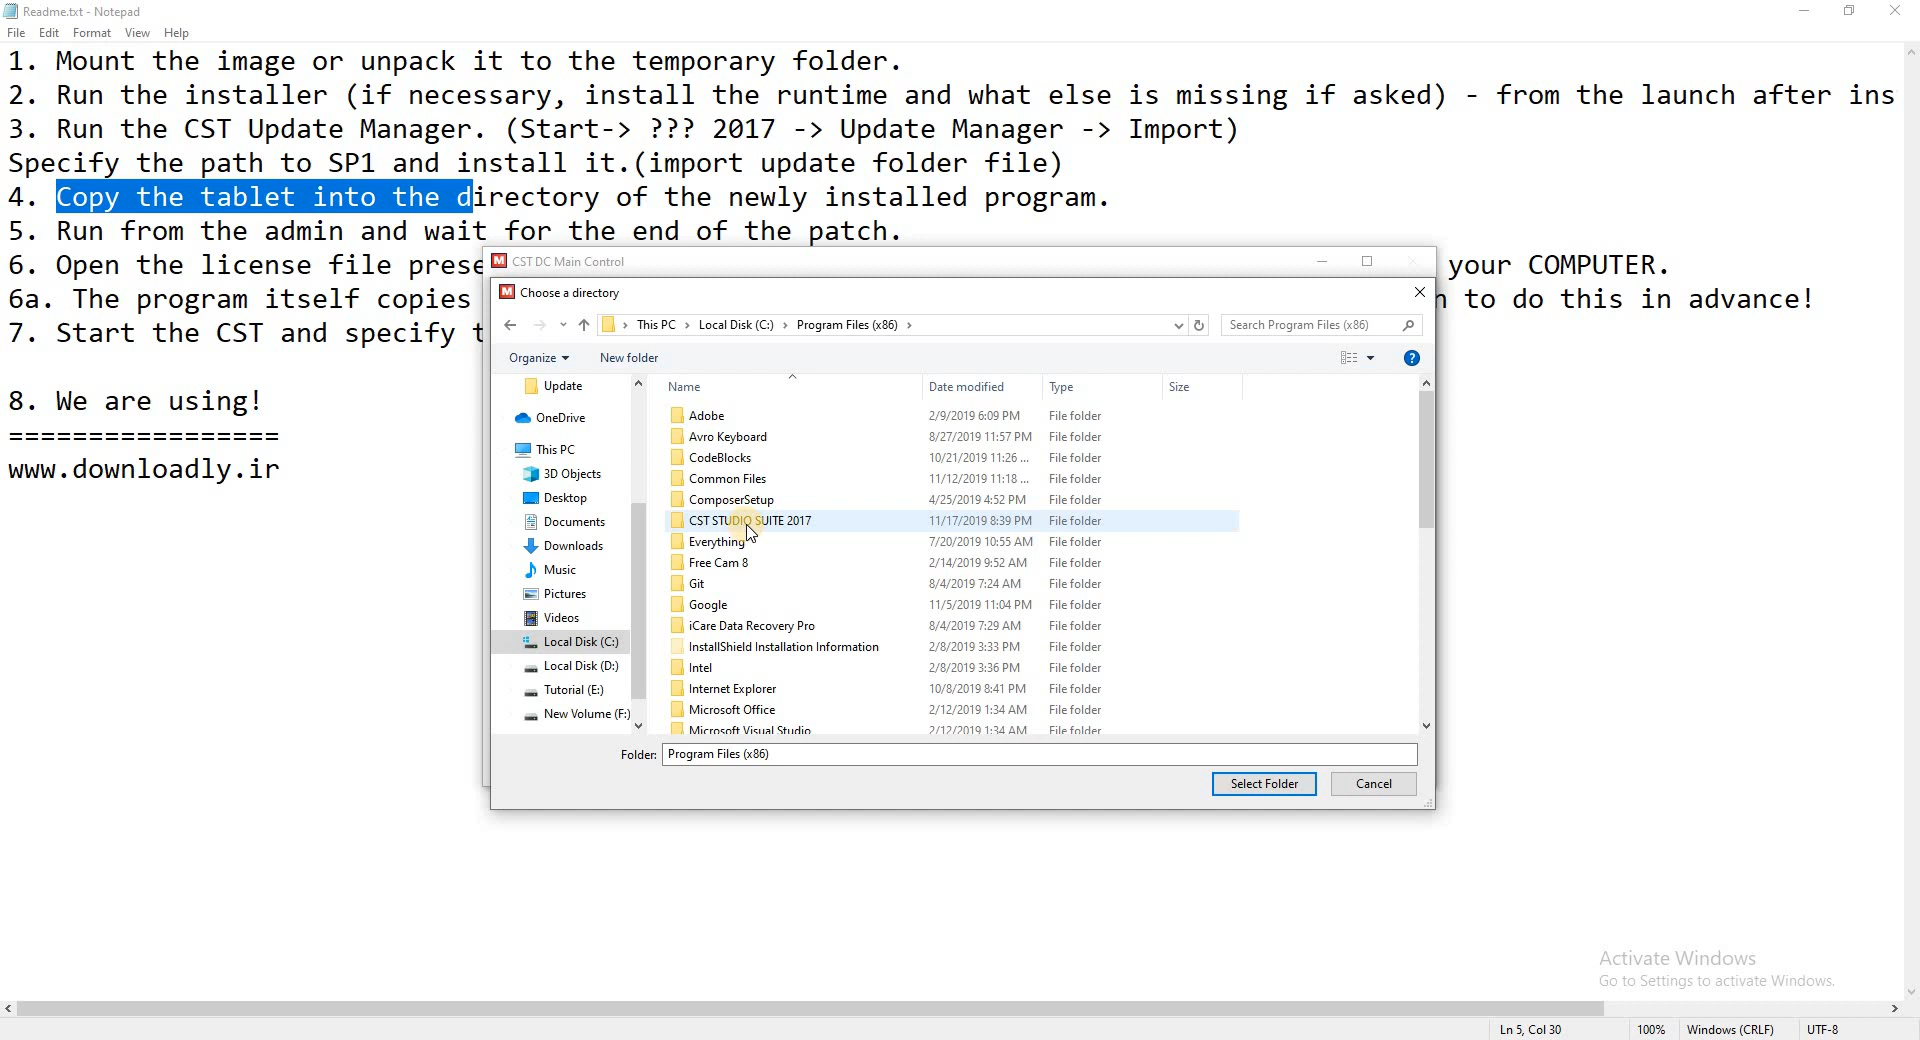 Readme.txt - Notepad
File Edit Format View Help
1. Mount the image or unpack it to the temporary folder.
2. Run the installer (if necessary, install the runtime and what else is missing if asked) - from the launch after ins
3. Run the CST Update Manager. (Start-> ??? 2017 -> Update Manager -> Import)
Specify the path to SP1 and install it.(import update folder file)
4. Copy the tablet into the directory of the newly installed program.
5. Run from the admin and wait for the end of the patch.
6. Open the license file prese your COMPUTER.
6a. The program itself copies n to do this in advance!
7. Start the CST and specify t
8. We are using!
=================
www.downloadly.ir
CST DC Main Control
Choose a directory
This PC > Local Disk (C:) > Program Files (x86) >
Search Program Files (x86)
Organize New folder
Update
OneDrive
This PC
3D Objects
Desktop
Documents
Downloads
Music
Pictures
Videos
Local Disk (C:)
Local Disk (D:)
Tutorial (E:)
New Volume (F:)
Name Date modified Type Size
Adobe 2/9/2019 6:09 PM File folder
Avro Keyboard 8/27/2019 11:57 PM File folder
CodeBlocks 10/21/2019 11:26 ... File folder
Common Files 11/12/2019 11:18 ... File folder
ComposerSetup 4/25/2019 4:52 PM File folder
CST STUDIO SUITE 2017 11/17/2019 8:39 PM File folder
Everything 7/20/2019 10:55 AM File folder
Free Cam 8 2/14/2019 9:52 AM File folder
Git 8/4/2019 7:24 AM File folder
Google 11/5/2019 11:04 PM File folder
iCare Data Recovery Pro 8/4/2019 7:29 AM File folder
InstallShield Installation Information 2/8/2019 3:33 PM File folder
Intel 2/8/2019 3:36 PM File folder
Internet Explorer 10/8/2019 8:41 PM File folder
Microsoft Office 2/12/2019 1:34 AM File folder
Microsoft Visual Studio 2/12/2019 1:34 AM File folder
Folder: Program Files (x86)
Select Folder Cancel
Activate Windows
Go to Settings to activate Windows.
Ln 5, Col 30 100% Windows (CRLF) UTF-8